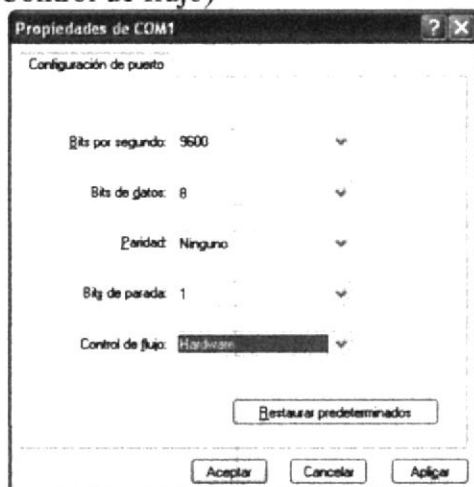 Control de flujo)
Propiedades de COM1
Configuración de puerto
Bits por segundo: 9600
Bits de datos: 8
Paridad: Ninguno
Bits de parada: 1
Control de flujo: Hardware
Restaurar predeterminados
Aceptar Cancelar Aplicar